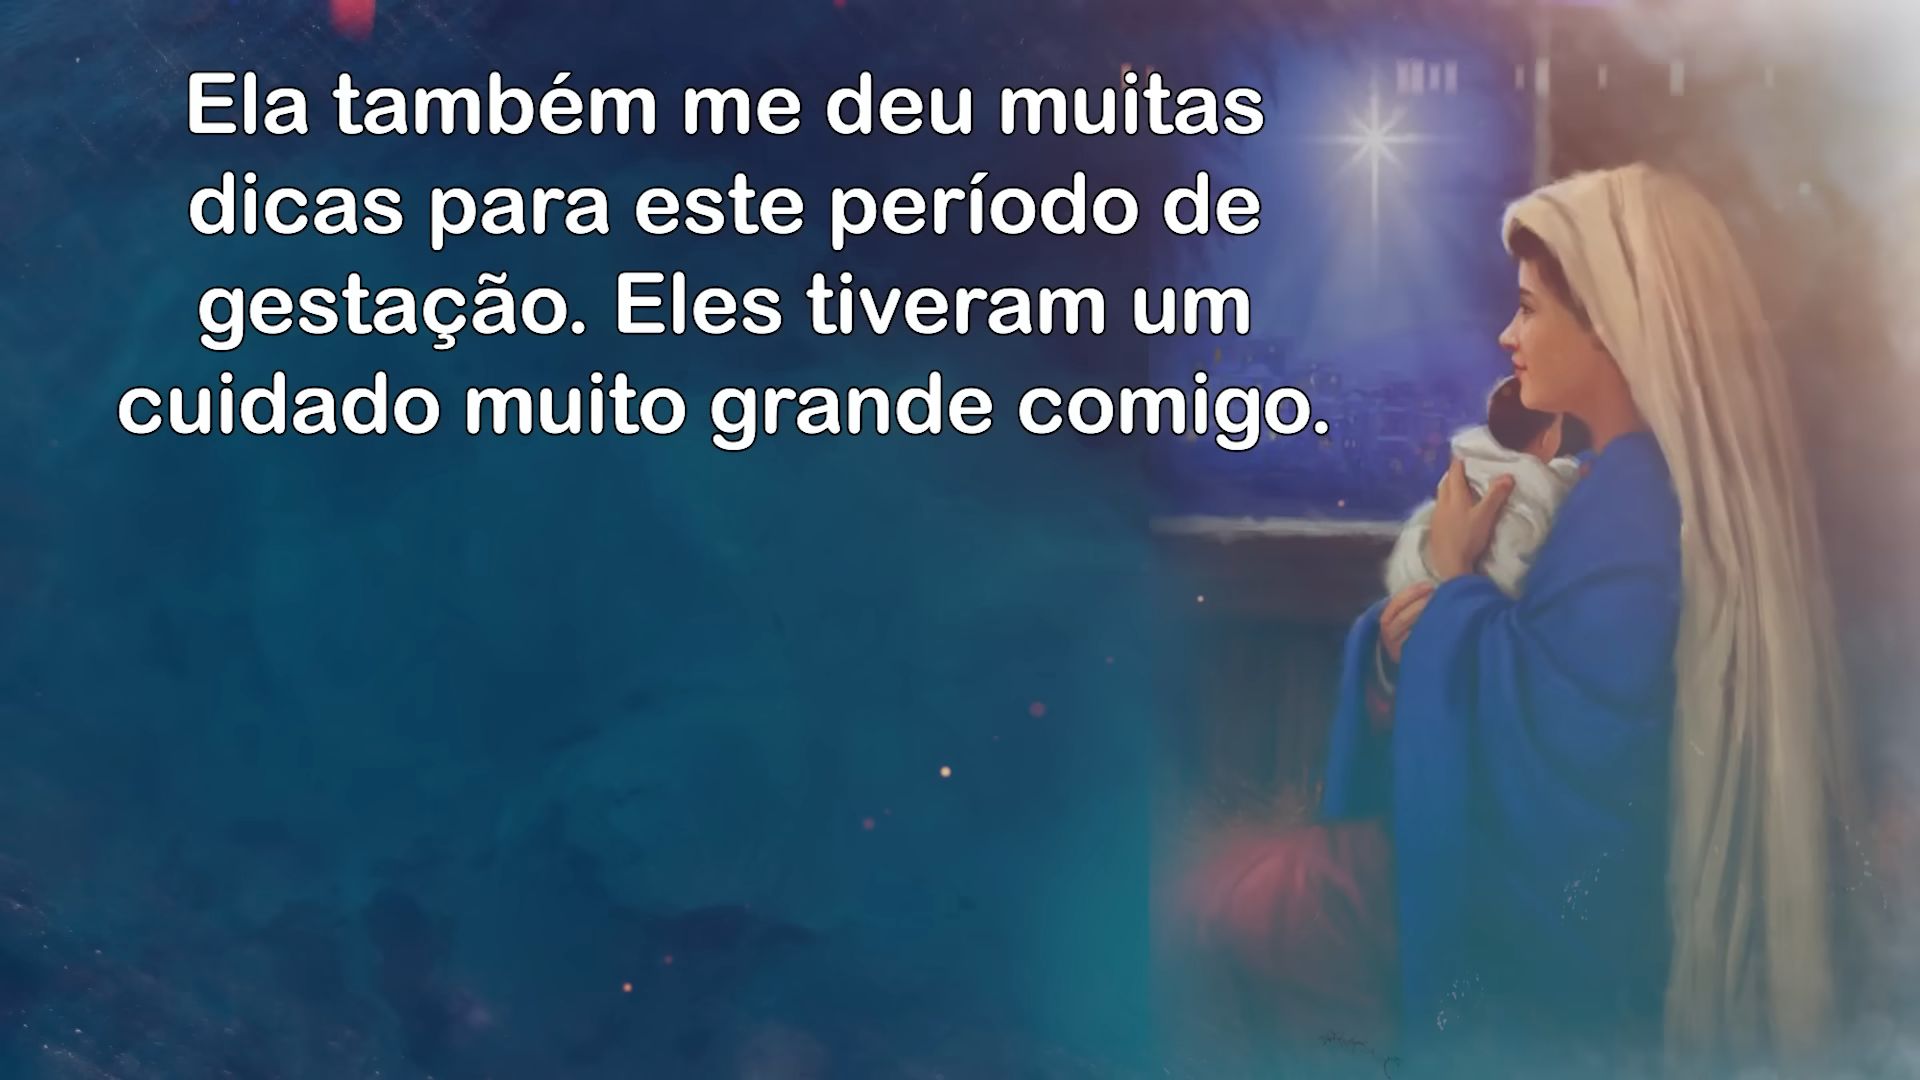 Ela também me deu muitas
dicas para este período de
gestação. Eles tiveram um
cuidado muito grande comigo.